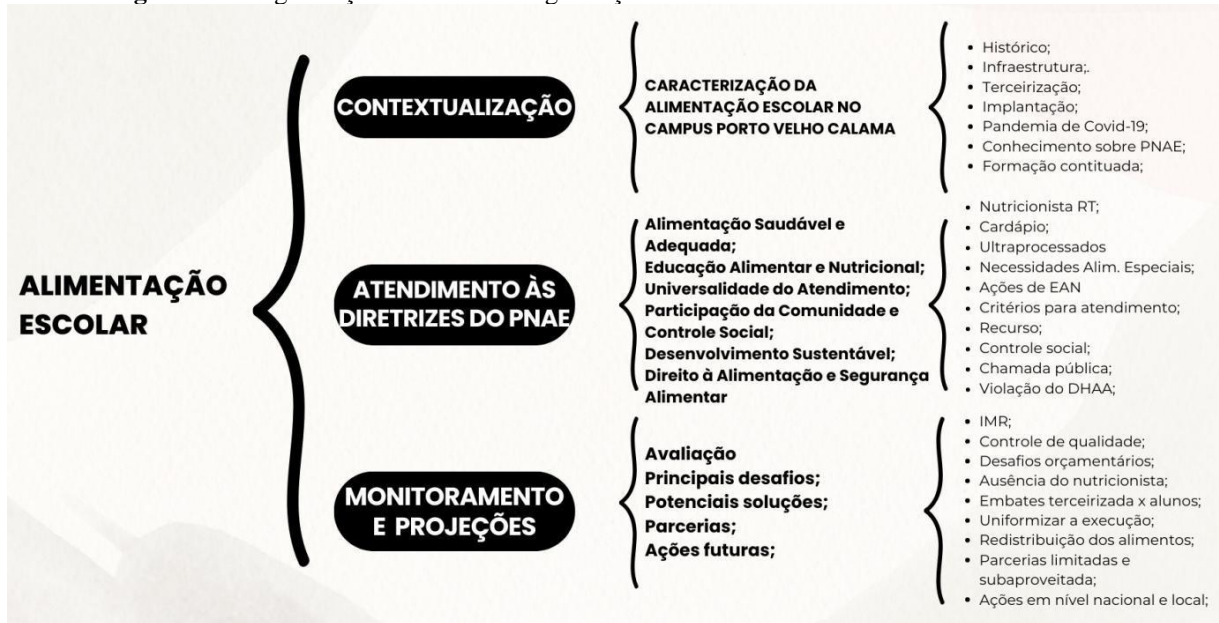 ALIMENTAÇÃO
ESCOLAR
CONTEXTUALIZAÇÃO
CARACTERIZAÇÃO DA
ALIMENTAÇÃO ESCOLAR NO
CAMPUS PORTO VELHO CALAMA
• Histórico;
• Infraestrutura;.
• Terceirização;
• Implantação;
• Pandemia de Covid-19;
• Conhecimento sobre PNAE;
• Formação contituada;
ATENDIMENTO ÀS
DIRETRIZES DO PNAE
Alimentação Saudável e
Adequada;
Educação Alimentar e Nutricional;
Universalidade do Atendimento;
Participação da Comunidade e
Controle Social;
Desenvolvimento Sustentável;
Direito à Alimentação e Segurança
Alimentar
• Nutricionista RT;
• Cardápio;
• Ultraprocessados
• Necessidades Alim. Especiais;
• Ações de EAN
• Critérios para atendimento;
• Recurso;
• Controle social;
• Chamada pública;
• Violação do DHAA;
MONITORAMENTO
E PROJEÇÕES
Avaliação
Principais desafios;
Potenciais soluções;
Parcerias;
Ações futuras;
• IMR;
• Controle de qualidade;
• Desafios orçamentários;
• Ausência do nutricionista;
• Embates terceirizada x alunos;
• Uniformizar a execução;
• Redistribuição dos alimentos;
• Parcerias limitadas e
subaproveitada;
• Ações em nível nacional e local;